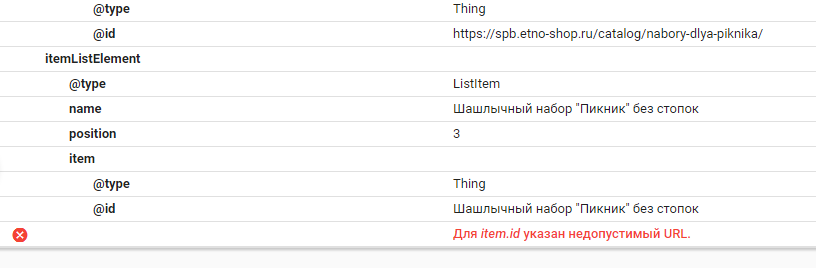 @type Thing
@id https://spb.etno-shop.ru/catalog/nabory-dlya-piknika/
itemListElement
@type ListItem
name Шашлычный набор "Пикник" без стопок
position 3
item
@type Thing
@id Шашлычный набор "Пикник" без стопок
Для item.id указан недопустимый URL.